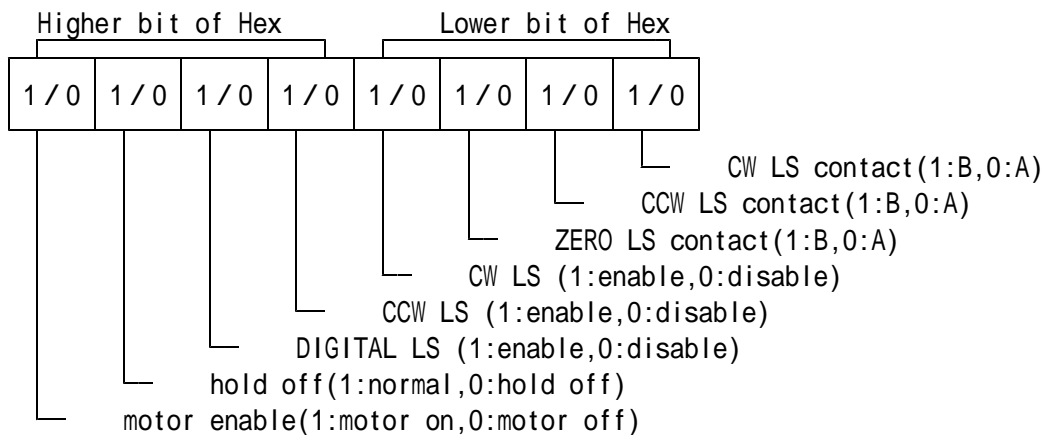 Higher bit of Hex Lower bit of Hex
1/0 1/0 1/0 1/0 1/0 1/0 1/0 1/0
CW LS contact(1:B,0:A)
CCW LS contact(1:B,0:A)
ZERO LS contact(1:B,0:A)
CW LS (1:enable,0:disable)
CCW LS (1:enable,0:disable)
DIGITAL LS (1:enable,0:disable)
hold off(1:normal,0:hold off)
motor enable(1:motor on,0:motor off)